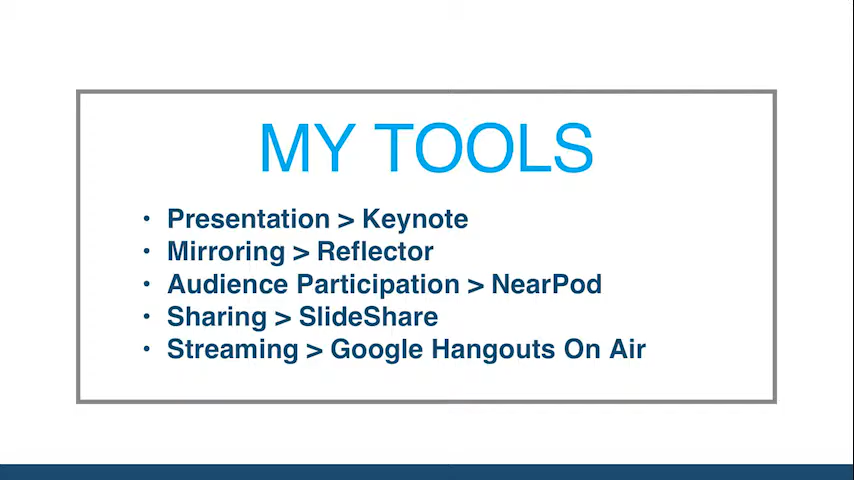 MY TOOLS
• Presentation > Keynote
• Mirroring > Reflector
• Audience Participation > NearPod
• Sharing > SlideShare
• Streaming > Google Hangouts On Air